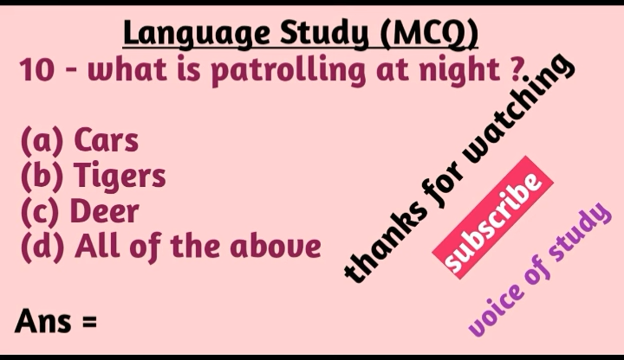 Language Study (MCQ)
10 - what is patrolling at night ?
(a) Cars
(b) Tigers
(c) Deer
(d) All of the above
Ans =
thanks for watching
subscribe
voice of study